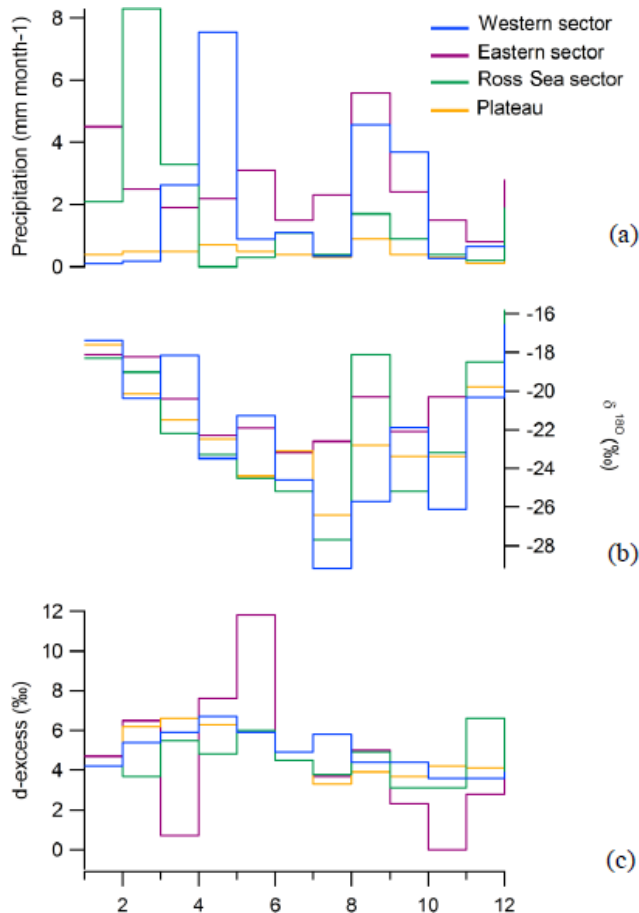 Precipitation (mm month-1)
8
6
4
2
0
Western sector
Eastern sector
Ross Sea sector
Plateau
(a)
-16
-18
-20
-22
-24
-26
-28
δ 18O (‰)
(b)
d-excess (‰)
12
10
8
6
4
2
0
(c)
2
4
6
8
10
12